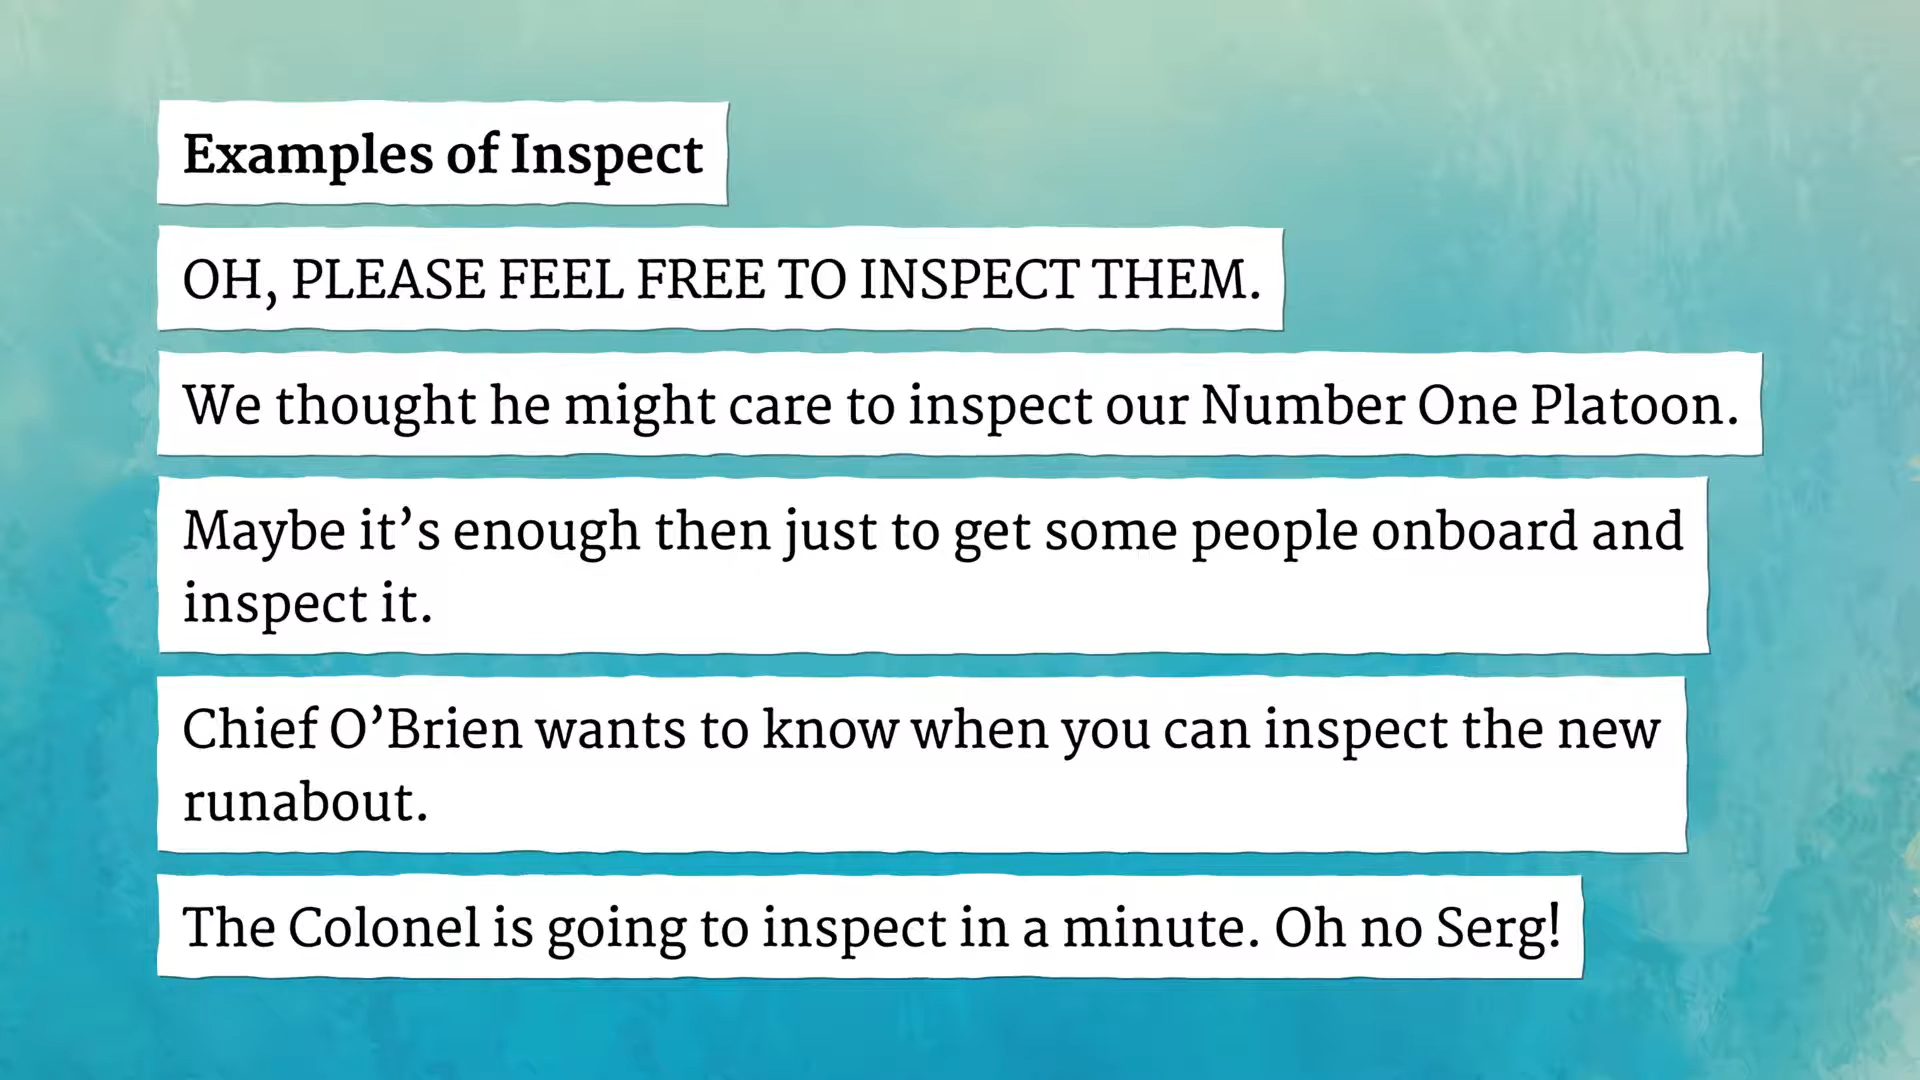 Examples of Inspect
OH, PLEASE FEEL FREE TO INSPECT THEM.
We thought he might care to inspect our Number One Platoon.
Maybe it’s enough then just to get some people onboard and
inspect it.
Chief O’Brien wants to know when you can inspect the new
runabout.
The Colonel is going to inspect in a minute. Oh no Serg!